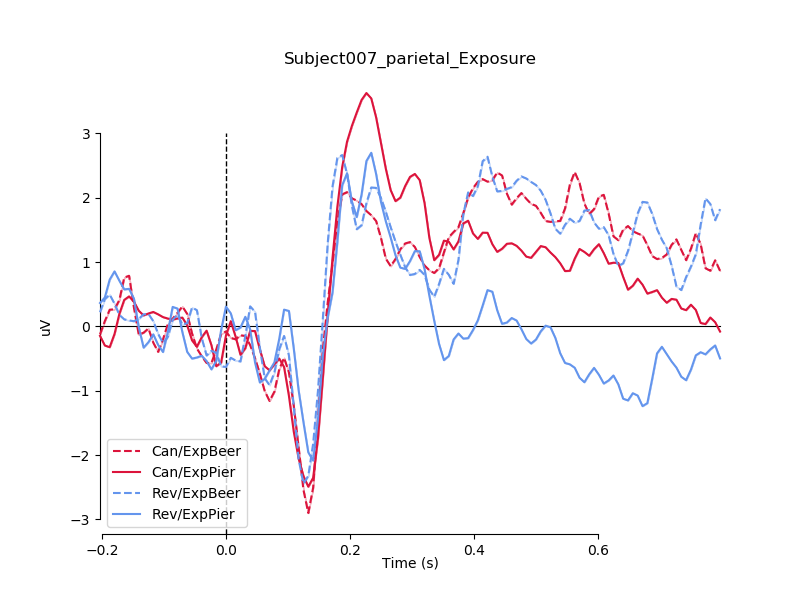 Subject007_parietal_Exposure
3
2
1
0
−1
−2
−3
uV
Can/ExpBeer
Can/ExpPier
Rev/ExpBeer
Rev/ExpPier
−0.2
0.0
0.2
0.4
0.6
Time (s)